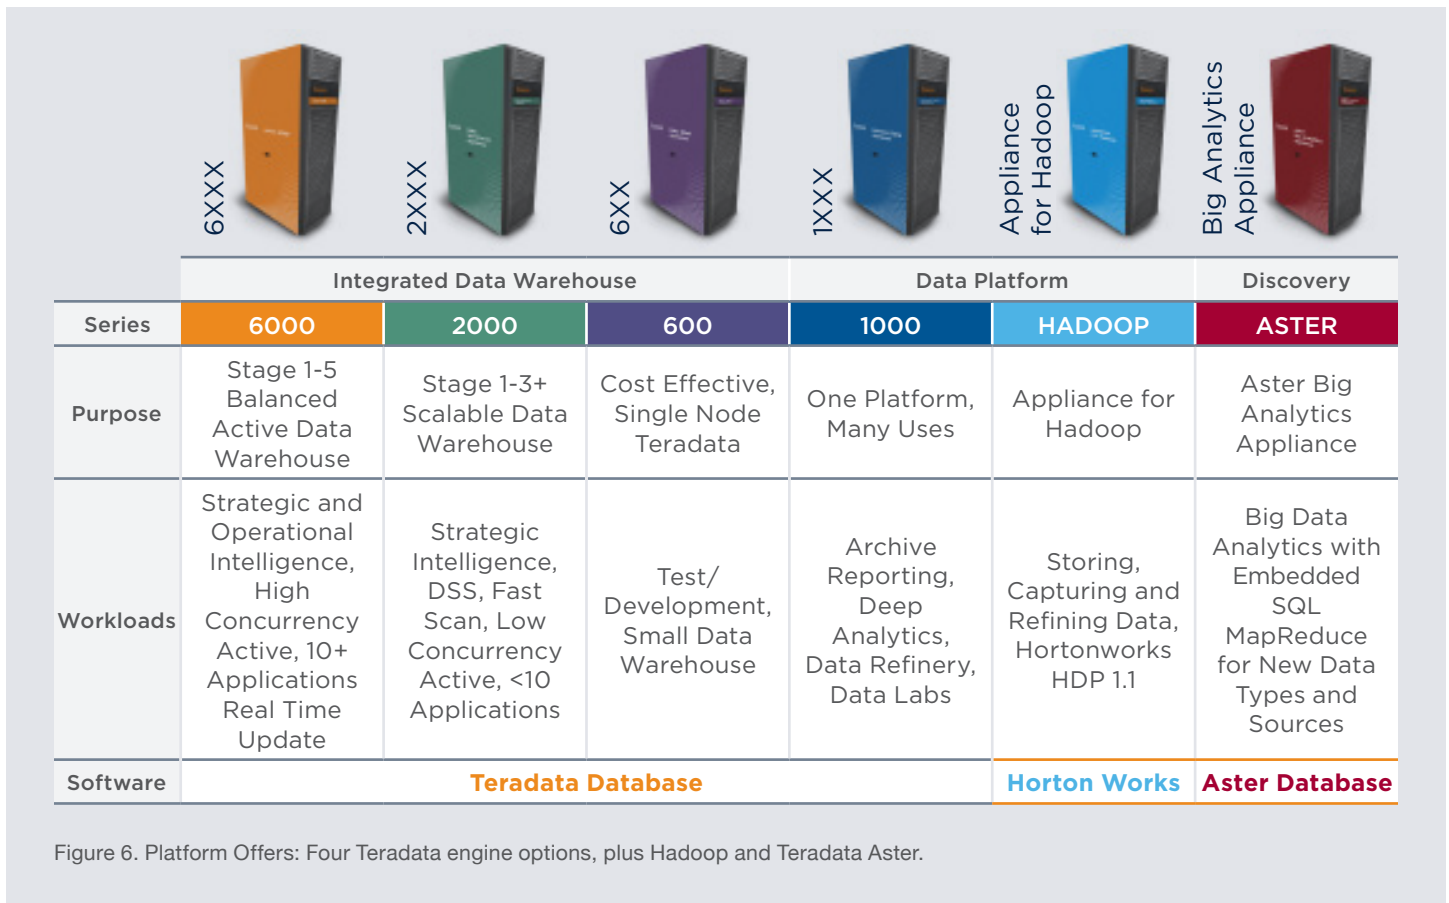 6XXX
2XXX
6XX
1XXX
Appliance
for Hadoop
Big Analytics
Appliance
Integrated Data Warehouse
Data Platform
Discovery
Series
6000
2000
600
1000
HADOOP
ASTER
Purpose
Stage 1-5
Balanced
Active Data
Warehouse
Stage 1-3+
Scalable Data
Warehouse
Cost Effective,
Single Node
Teradata
One Platform,
Many Uses
Appliance for
Hadoop
Aster Big
Analytics
Appliance
Workloads
Strategic and
Operational
Intelligence,
High
Concurrency
Active, 10+
Applications
Real Time
Update
Strategic
Intelligence,
DSS, Fast
Scan, Low
Concurrency
Active, <10
Applications
Test/
Development,
Small Data
Warehouse
Archive
Reporting,
Deep
Analytics,
Data Refinery,
Data Labs
Storing,
Capturing and
Refining Data,
Hortonworks
HDP 1.1
Big Data
Analytics with
Embedded
SQL
MapReduce
for New Data
Types and
Sources
Software
Teradata Database
Horton Works
Aster Database
Figure 6. Platform Offers: Four Teradata engine options, plus Hadoop and Teradata Aster.